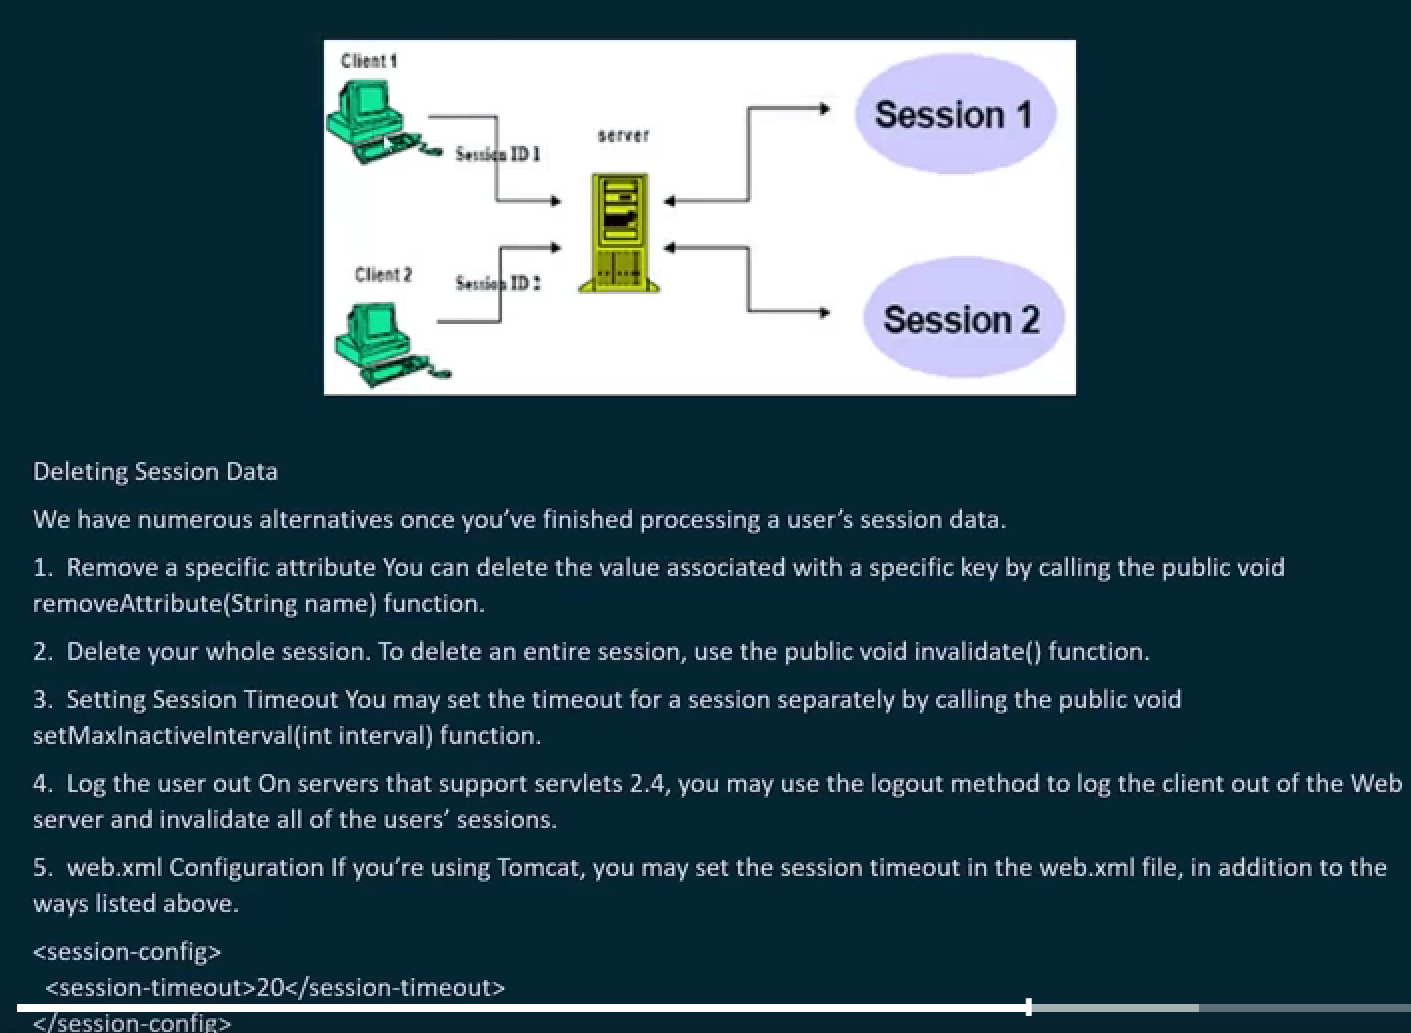 Client 1
Session 1
server
Session ID 1
Client 2
Session ID 2
Session 2
Deleting Session Data
We have numerous alternatives once you’ve finished processing a user’s session data.
1.  Remove a specific attribute You can delete the value associated with a specific key by calling the public void
removeAttribute(String name) function.
2.  Delete your whole session. To delete an entire session, use the public void invalidate() function.
3.  Setting Session Timeout You may set the timeout for a session separately by calling the public void
setMaxInactiveInterval(int interval) function.
4.  Log the user out On servers that support servlets 2.4, you may use the logout method to log the client out of the Web
server and invalidate all of the users’ sessions.
5.  web.xml Configuration If you’re using Tomcat, you may set the session timeout in the web.xml file, in addition to the
ways listed above.
<session-config>
<session-timeout>20</session-timeout>
</session-config>